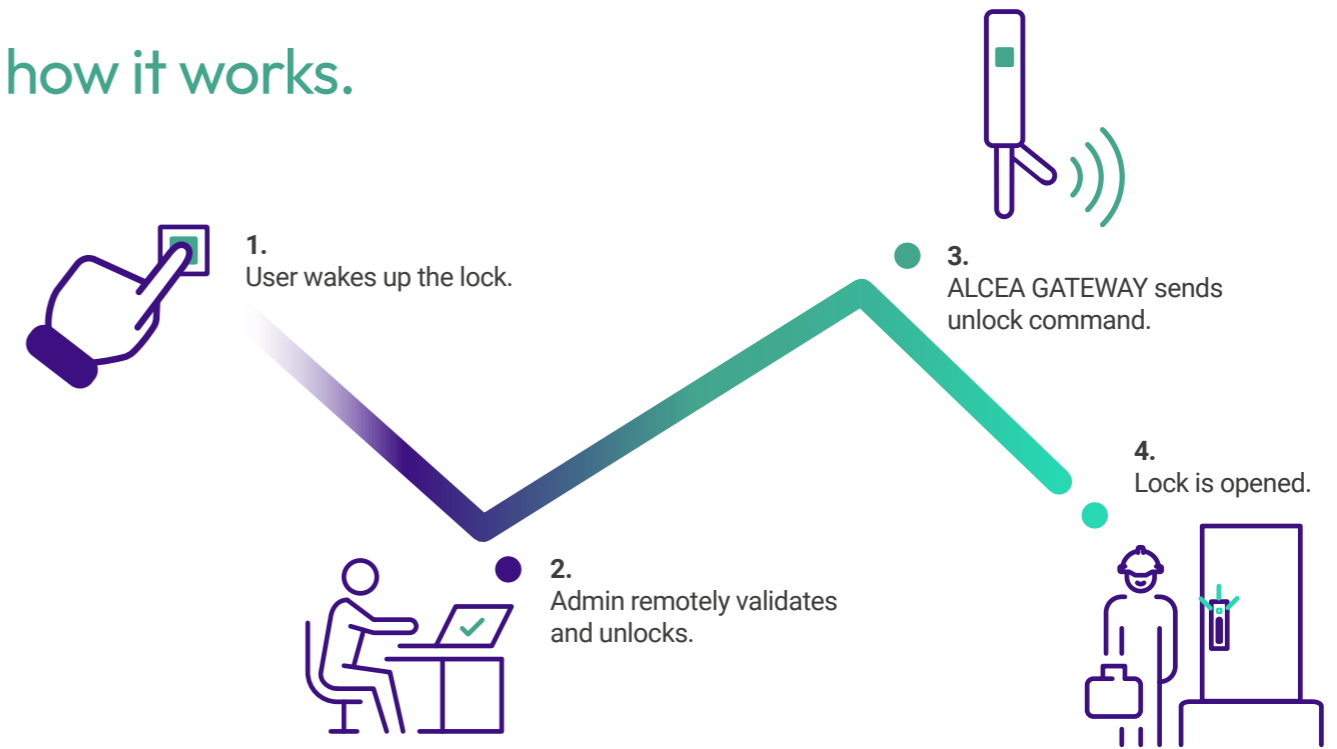 how it works.
1.
User wakes up the lock.
2.
Admin remotely validates
and unlocks.
3.
ALCEA GATEWAY sends
unlock command.
4.
Lock is opened.